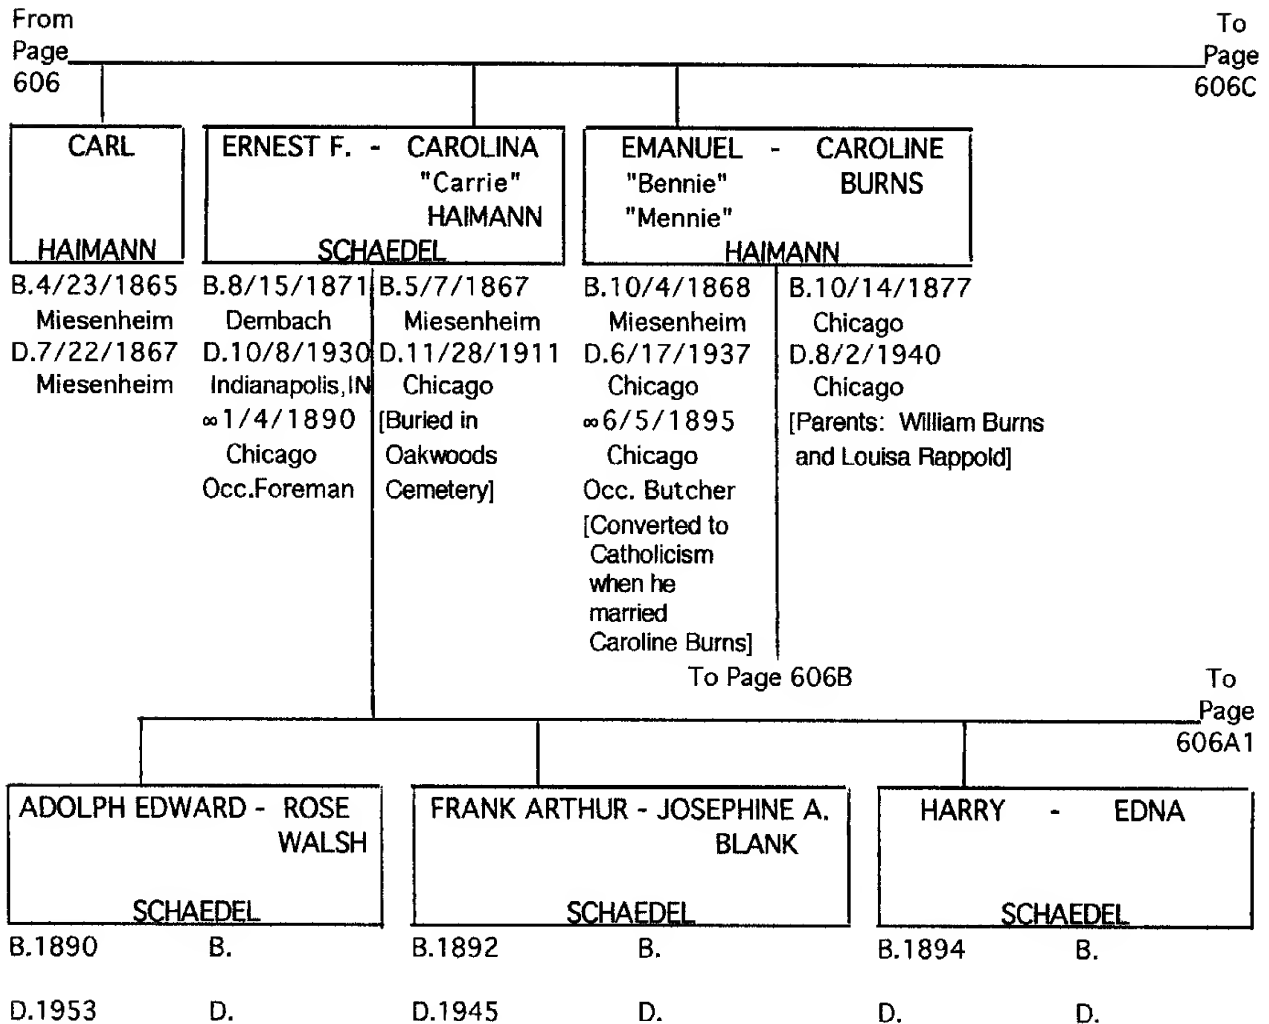 From
Page
606
To
Page
606C
CARL
HAIMANN
B.4/23/1865
Miesenheim
D.7/22/1867
Miesenheim
ERNEST F. - CAROLINA
"Carrie"
HAIMANN
SCHAEDEL
B.8/15/1871
Dernbach
D.10/8/1930
Indianapolis,IN
∞1/4/1890
Chicago
Occ.Foreman
B.5/7/1867
Miesenheim
D.11/28/1911
Chicago
[Buried in
Oakwoods
Cemetery]
EMANUEL - CAROLINE
"Bennie" BURNS
"Mennie"
HAIMANN
B.10/4/1868
Miesenheim
D.6/17/1937
Chicago
∞6/5/1895
Chicago
Occ. Butcher
[Converted to
Catholicism
when he
married
Caroline Burns]
B.10/14/1877
Chicago
D.8/2/1940
Chicago
[Parents: William Burns
and Louisa Rappold]
To Page 606B
To
Page
606A1
ADOLPH EDWARD - ROSE
WALSH
SCHAEDEL
B.1890 B.
D.1953 D.
FRANK ARTHUR - JOSEPHINE A.
BLANK
SCHAEDEL
B.1892 B.
D.1945 D.
HARRY - EDNA
SCHAEDEL
B.1894 B.
D. D.